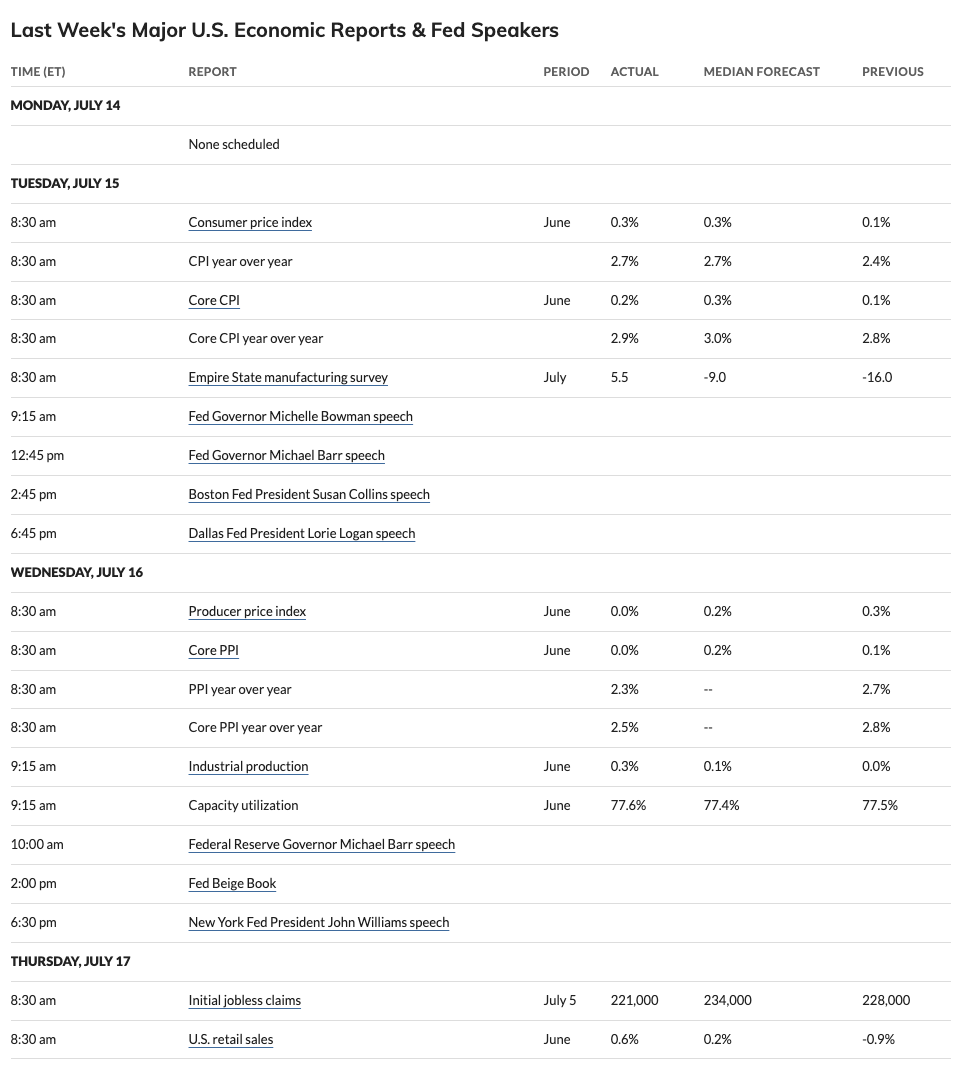 Last Week's Major U.S. Economic Reports & Fed Speakers
TIME (ET) REPORT PERIOD ACTUAL MEDIAN FORECAST PREVIOUS
MONDAY, JULY 14
None scheduled
TUESDAY, JULY 15
8:30 am Consumer price index June 0.3% 0.3% 0.1%
8:30 am CPI year over year 2.7% 2.7% 2.4%
8:30 am Core CPI June 0.2% 0.3% 0.1%
8:30 am Core CPI year over year 2.9% 3.0% 2.8%
8:30 am Empire State manufacturing survey July 5.5 -9.0 -16.0
9:15 am Fed Governor Michelle Bowman speech
12:45 pm Fed Governor Michael Barr speech
2:45 pm Boston Fed President Susan Collins speech
6:45 pm Dallas Fed President Lorie Logan speech
WEDNESDAY, JULY 16
8:30 am Producer price index June 0.0% 0.2% 0.3%
8:30 am Core PPI June 0.0% 0.2% 0.1%
8:30 am PPI year over year 2.3% -- 2.7%
8:30 am Core PPI year over year 2.5% -- 2.8%
9:15 am Industrial production June 0.3% 0.1% 0.0%
9:15 am Capacity utilization June 77.6% 77.4% 77.5%
10:00 am Federal Reserve Governor Michael Barr speech
2:00 pm Fed Beige Book
6:30 pm New York Fed President John Williams speech
THURSDAY, JULY 17
8:30 am Initial jobless claims July 5 221,000 234,000 228,000
8:30 am U.S. retail sales June 0.6% 0.2% -0.9%